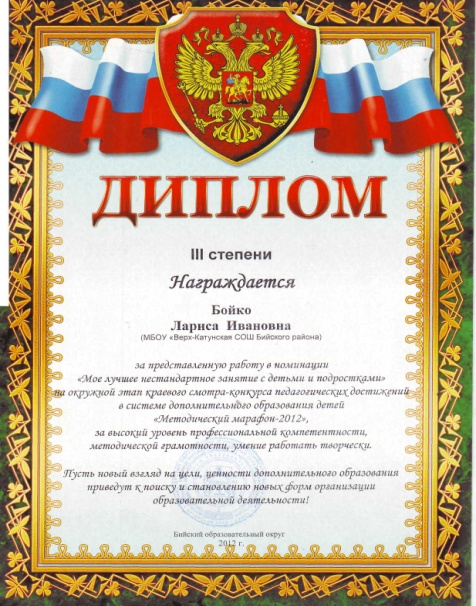 ДИПЛОМ
III степени
Награждается
Бойко
Лариса Ивановна
(МБОУ «Верх-Катунская СОШ Бийского района)
за представленную работу в номинации
«Мое лучшее нестандартное занятие с детьми и подростками»
на окружной этап краевого смотра-конкурса педагогических достижений
в системе дополнительного образования детей
«Методический марафон-2012»,
за высокий уровень профессиональной компетентности,
методической грамотности, умение работать творчески.
Пусть новый взгляд на цели, ценности дополнительного образования
приведут к поиску и становлению новых форм организации
образовательной деятельности!
Бийский образовательный округ
2012 г.